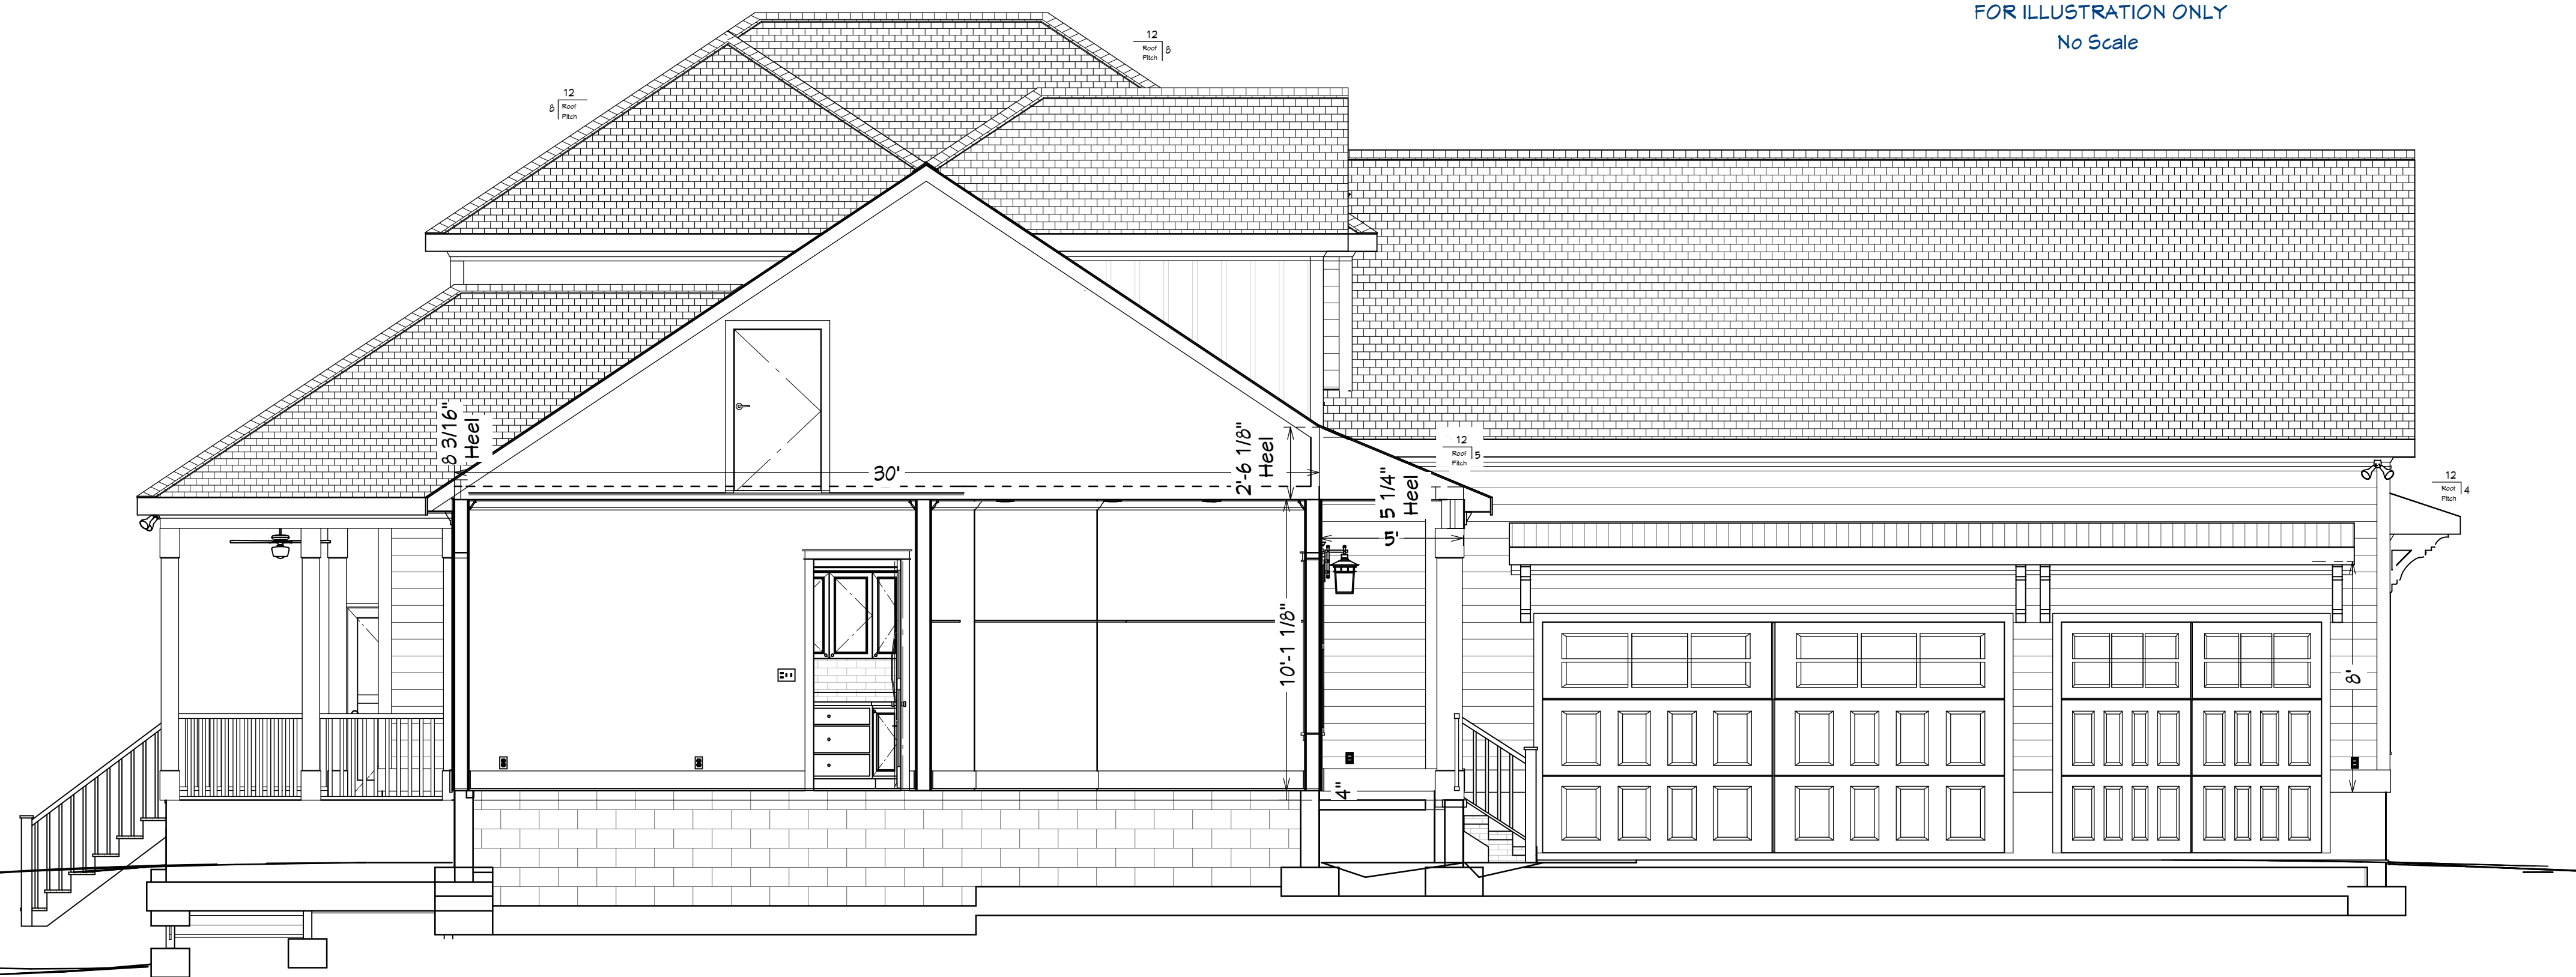 FOR ILLUSTRATION ONLY
No Scale
12
Roof
Pitch
8
12
8
Roof
Pitch
8 3/16"
Heel
30'
2'-6 1/8"
Heel
12
Roof
Pitch
5
5 1/4"
Heel
5'
12
Roof
Pitch
4
10'-1 1/8"
8'
4"